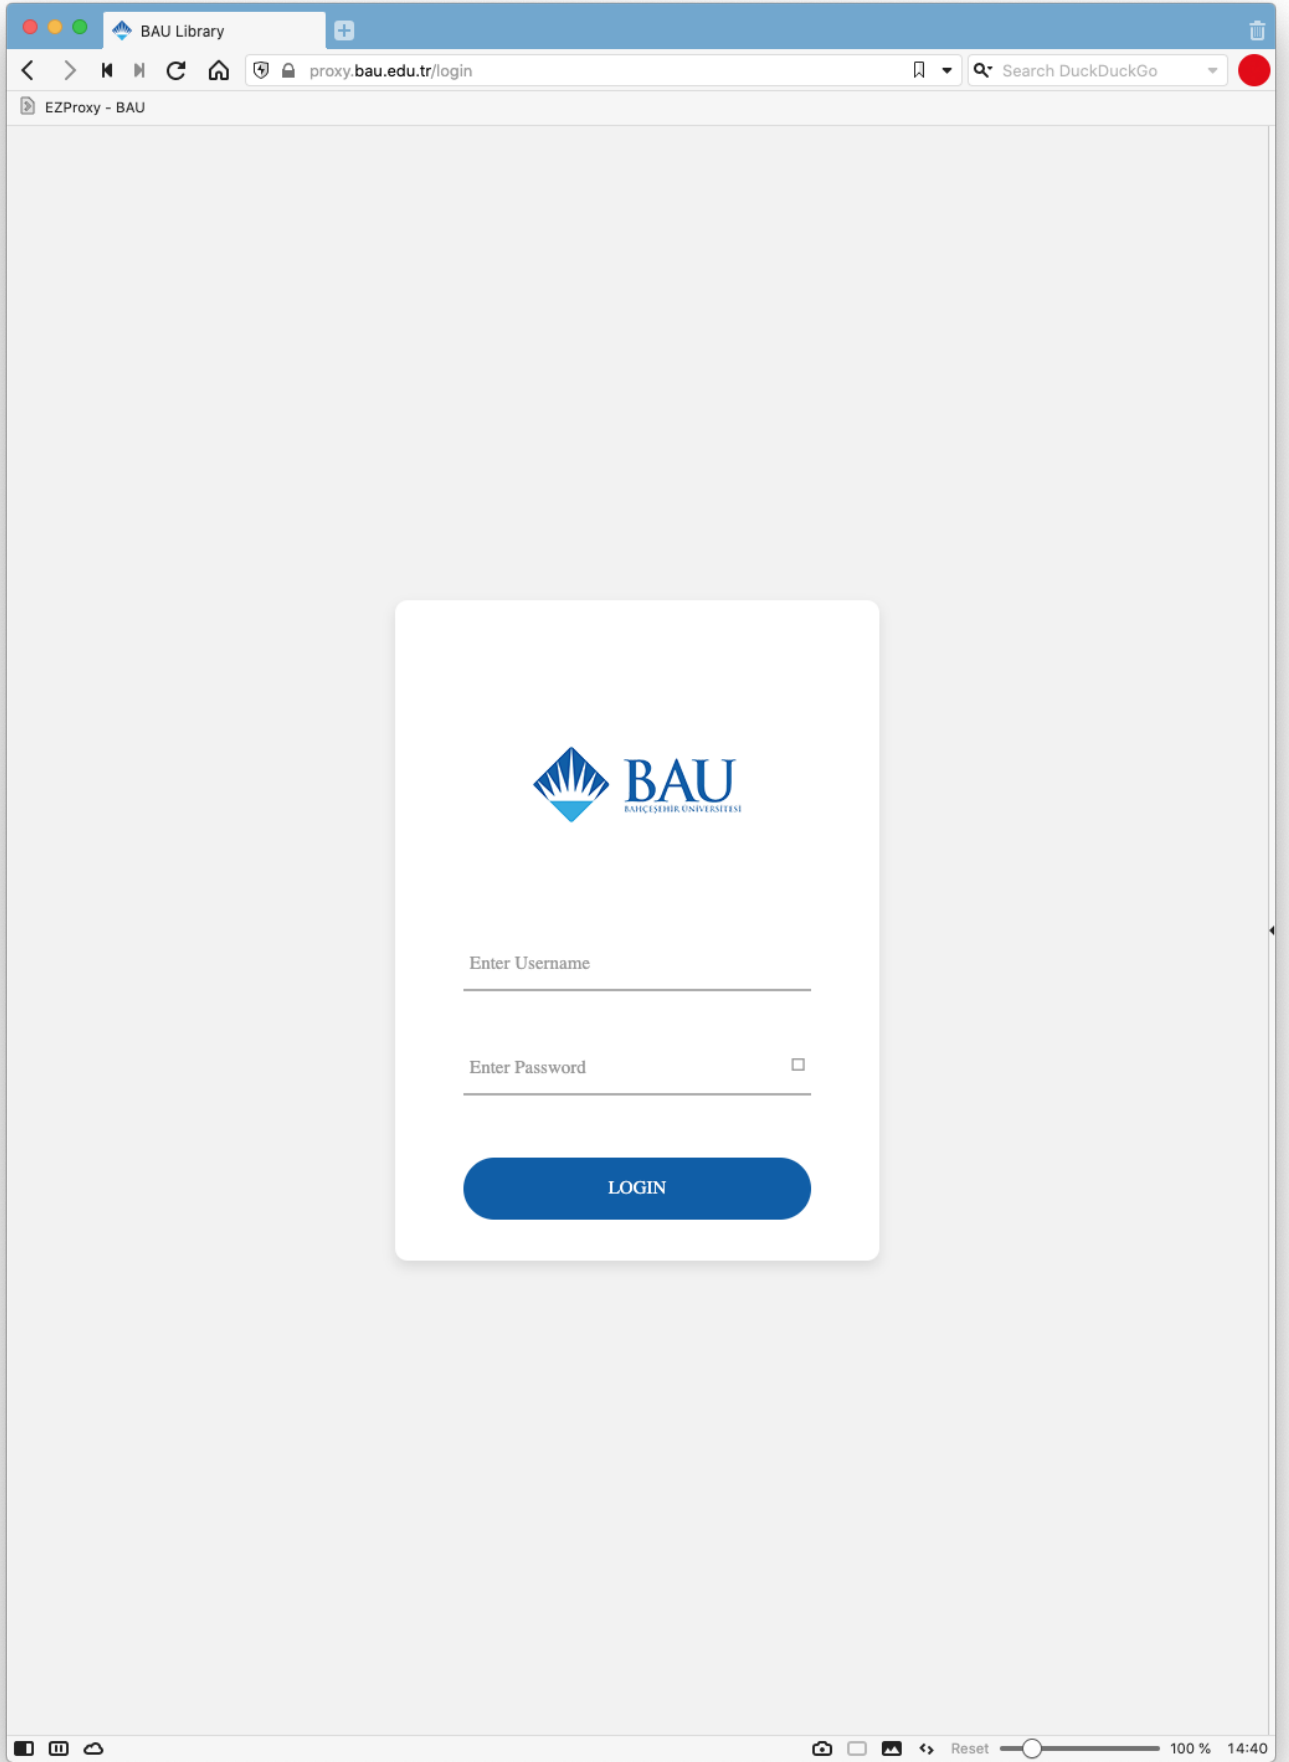 BAU Library
proxy.bau.edu.tr/login
Search DuckDuckGo
EZProxy - BAU
BAU
BAHÇEŞEHİR ÜNİVERSİTESİ
Enter Username
Enter Password
LOGIN
Reset 100 % 14:40